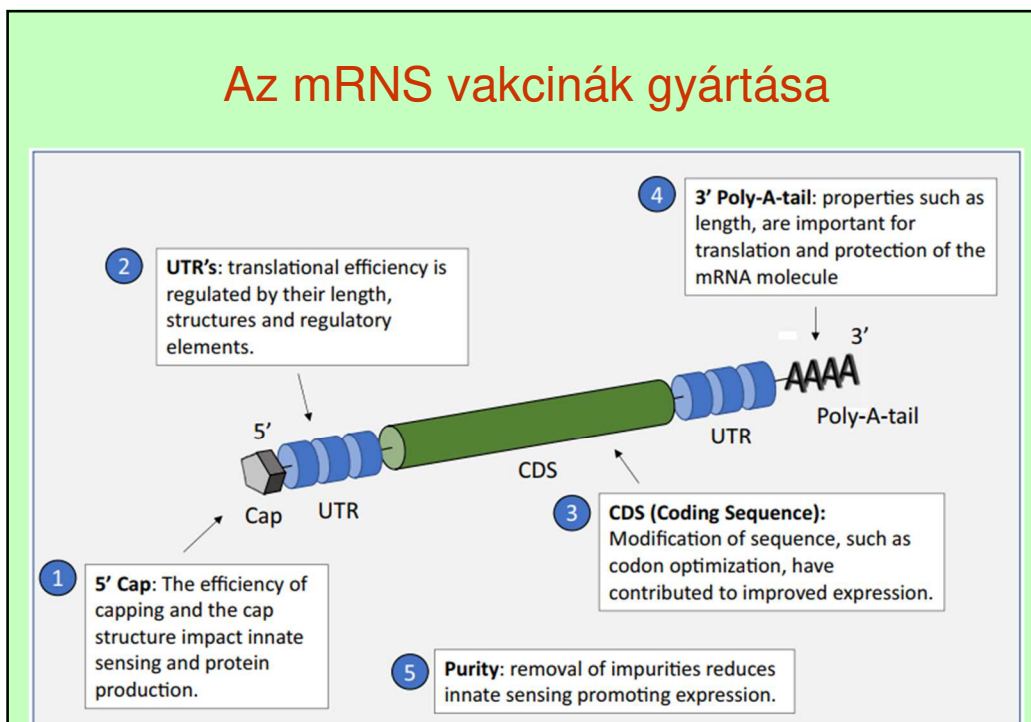 Az mRNS vakcinák gyártása
4
3’ Poly-A-tail: properties such as
length, are important for
translation and protection of the
mRNA molecule
2
UTR's: translational efficiency is
regulated by their length,
structures and regulatory
elements.
3’
AAAA
Poly-A-tail
UTR
5’
CDS
UTR
Cap
3
CDS (Coding Sequence):
Modification of sequence, such as
codon optimization, have
contributed to improved expression.
1
5’ Cap: The efficiency of
capping and the cap
structure impact innate
sensing and protein
production.
5
Purity: removal of impurities reduces
innate sensing promoting expression.